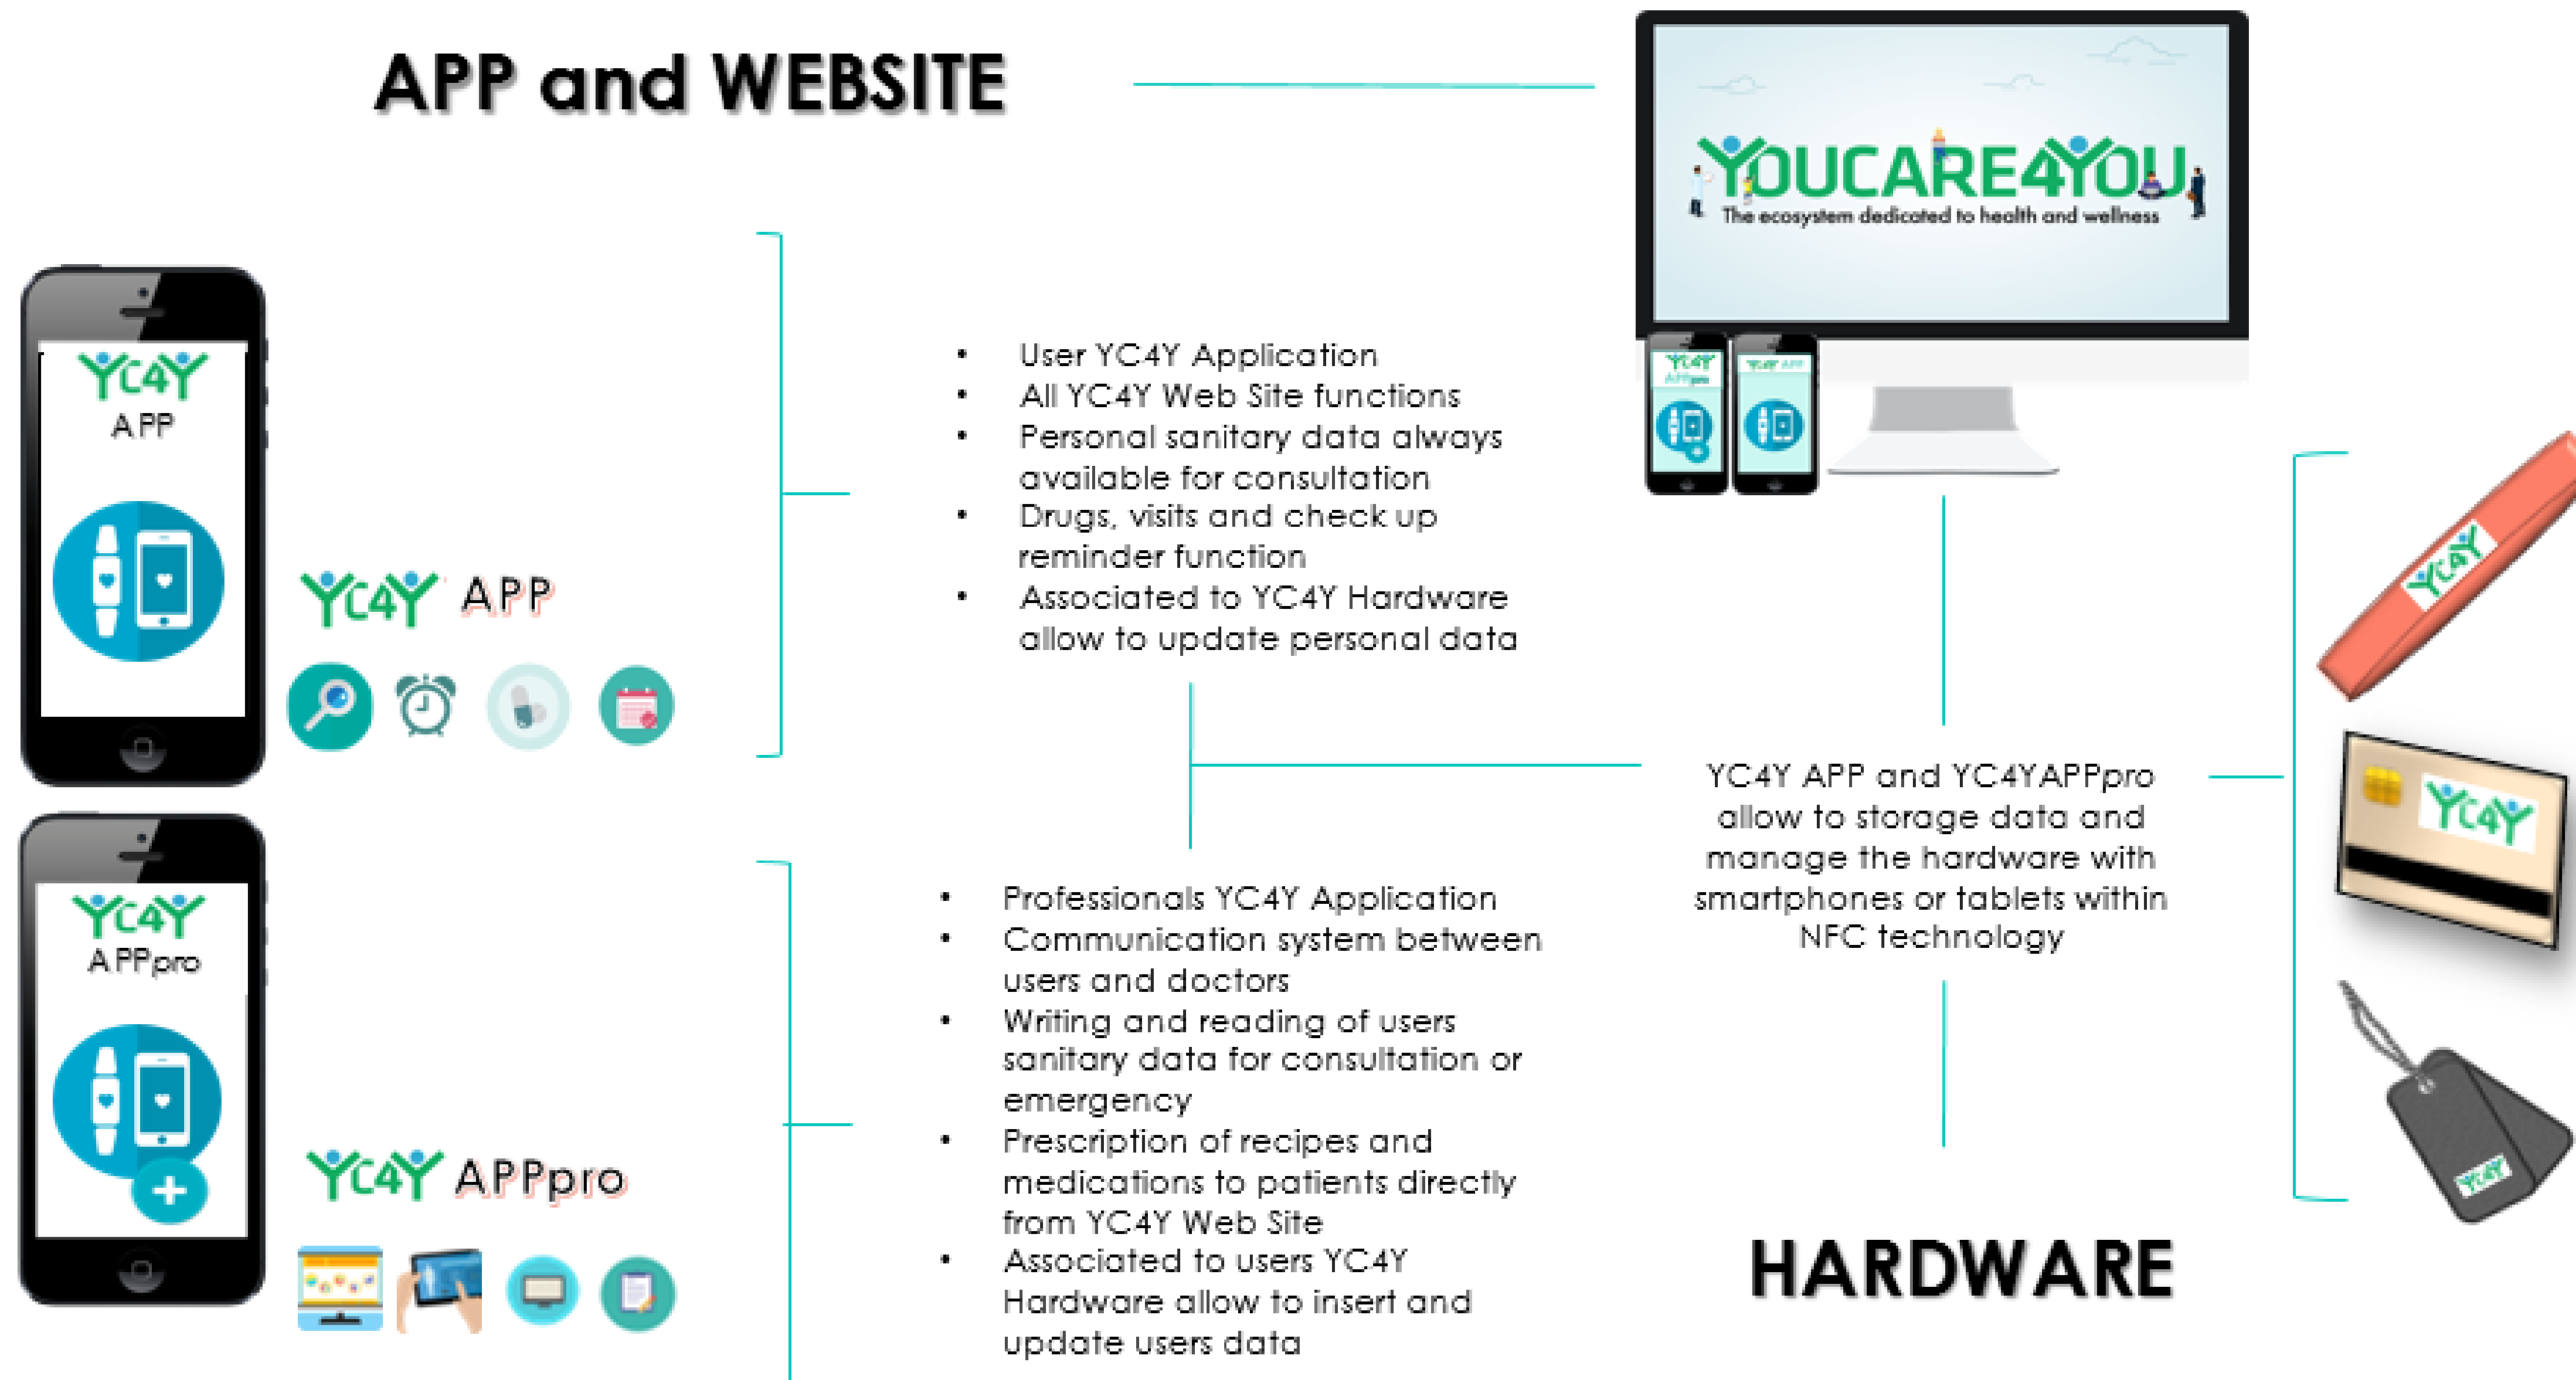 APP and WEBSITE
YOUCARE4YOU
The ecosystem dedicated to health and wellness
YC4Y
APPpro
YC4Y APP
YC4Y
APP
YC4Y APP
• User YC4Y Application
• All YC4Y Web Site functions
• Personal sanitary data always
available for consultation
• Drugs, visits and check up
reminder function
• Associated to YC4Y Hardware
allow to update personal data
YC4Y
APPpro
YC4Y APPpro
• Professionals YC4Y Application
• Communication system between
users and doctors
• Writing and reading of users
sanitary data for consultation or
emergency
• Prescription of recipes and
medications to patients directly
from YC4Y Web Site
• Associated to users YC4Y
Hardware allow to insert and
update users data
YC4Y APP and YC4YAPPpro
allow to storage data and
manage the hardware with
smartphones or tablets within
NFC technology
YC4Y
YC4Y
YC4Y
HARDWARE